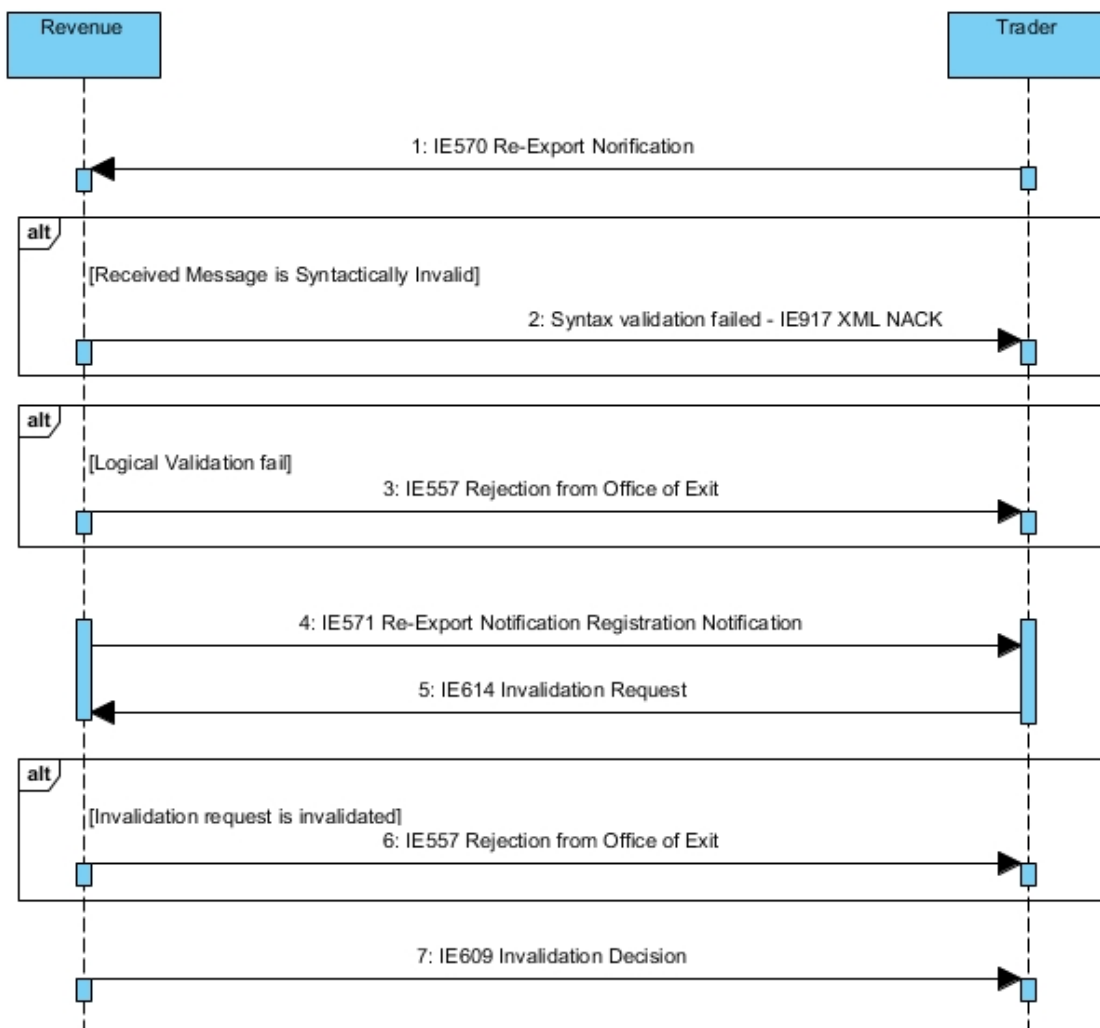 Revenue
Trader
1: IE570 Re-Export Norification
alt
[Received Message is Syntactically Invalid]
2: Syntax validation failed - IE917 XML NACK
alt
[Logical Validation fail]
3: IE557 Rejection from Office of Exit
4: IE571 Re-Export Notification Registration Notification
5: IE614 Invalidation Request
alt
[Invalidation request is invalidated]
6: IE557 Rejection from Office of Exit
7: IE609 Invalidation Decision